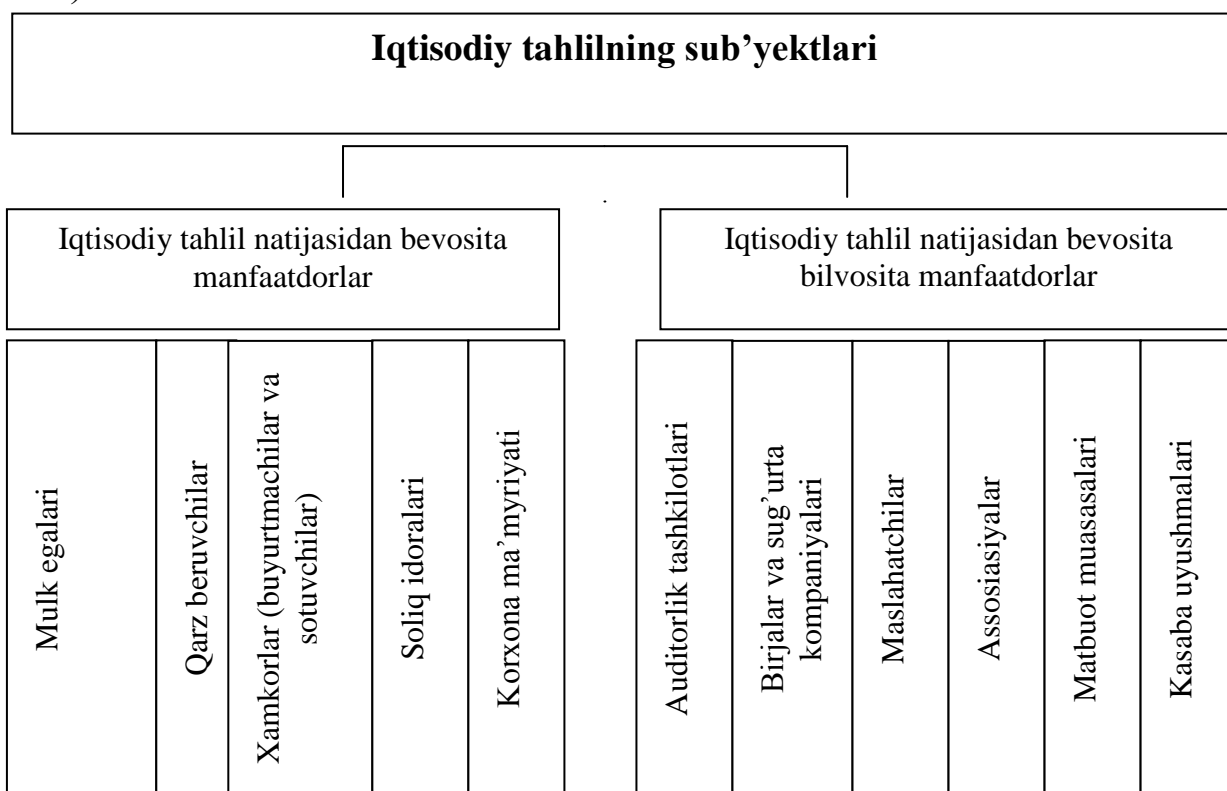 )
Iqtisodiy tahlilning sub’yektlari
Iqtisodiy tahlil natijasidan bevosita
manfaatdorlar
Iqtisodiy tahlil natijasidan bevosita
bilvosita manfaatdorlar
Mulk egalari
Qarz beruvchilar
Xamkorlar (buyurtmachilar va
sotuvchilar)
Soliq idoralari
Korxona ma’myriyati
Auditorlik tashkilotlari
Birjalar va sug’urta
kompaniyalari
Maslahatchilar
Assosiasiyalar
Matbuot muasasalari
Kasaba uyushmalari